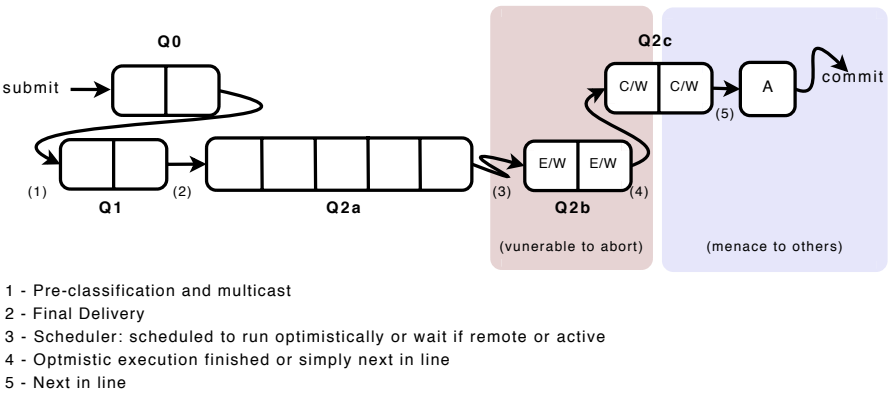 Q0
Q2c
submit
C/W
C/W
A
commit
(5)
E/W
E/W
(1)
(2)
(3)
(4)
Q1
Q2a
Q2b
(vunerable to abort)
(menace to others)
1 - Pre-classification and multicast
2 - Final Delivery
3 - Scheduler: scheduled to run optimistically or wait if remote or active
4 - Optmistic execution finished or simply next in line
5 - Next in line